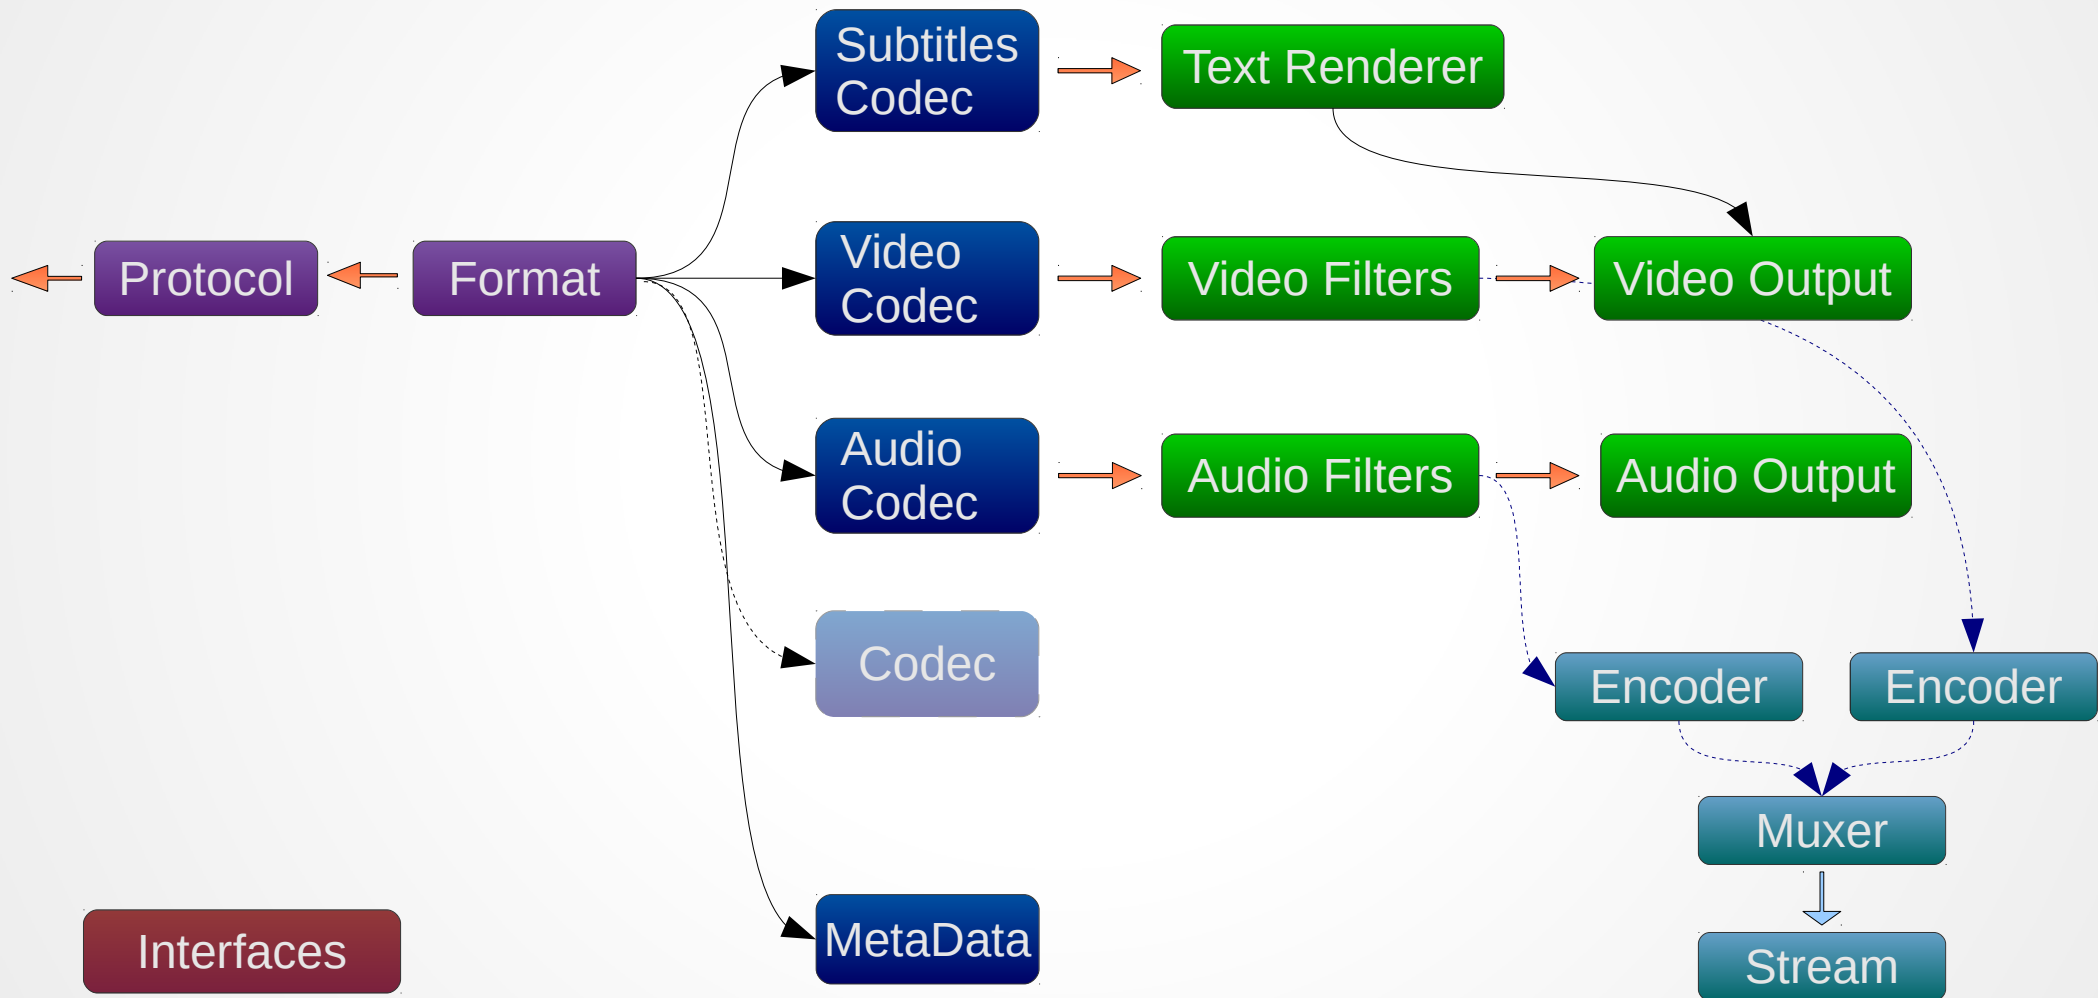 Subtitles
Codec
Text Renderer
Protocol
Format
Video
Codec
Video Filters
Video Output
Audio
Codec
Audio Filters
Audio Output
Codec
Encoder
Encoder
Muxer
Interfaces
MetaData
Stream